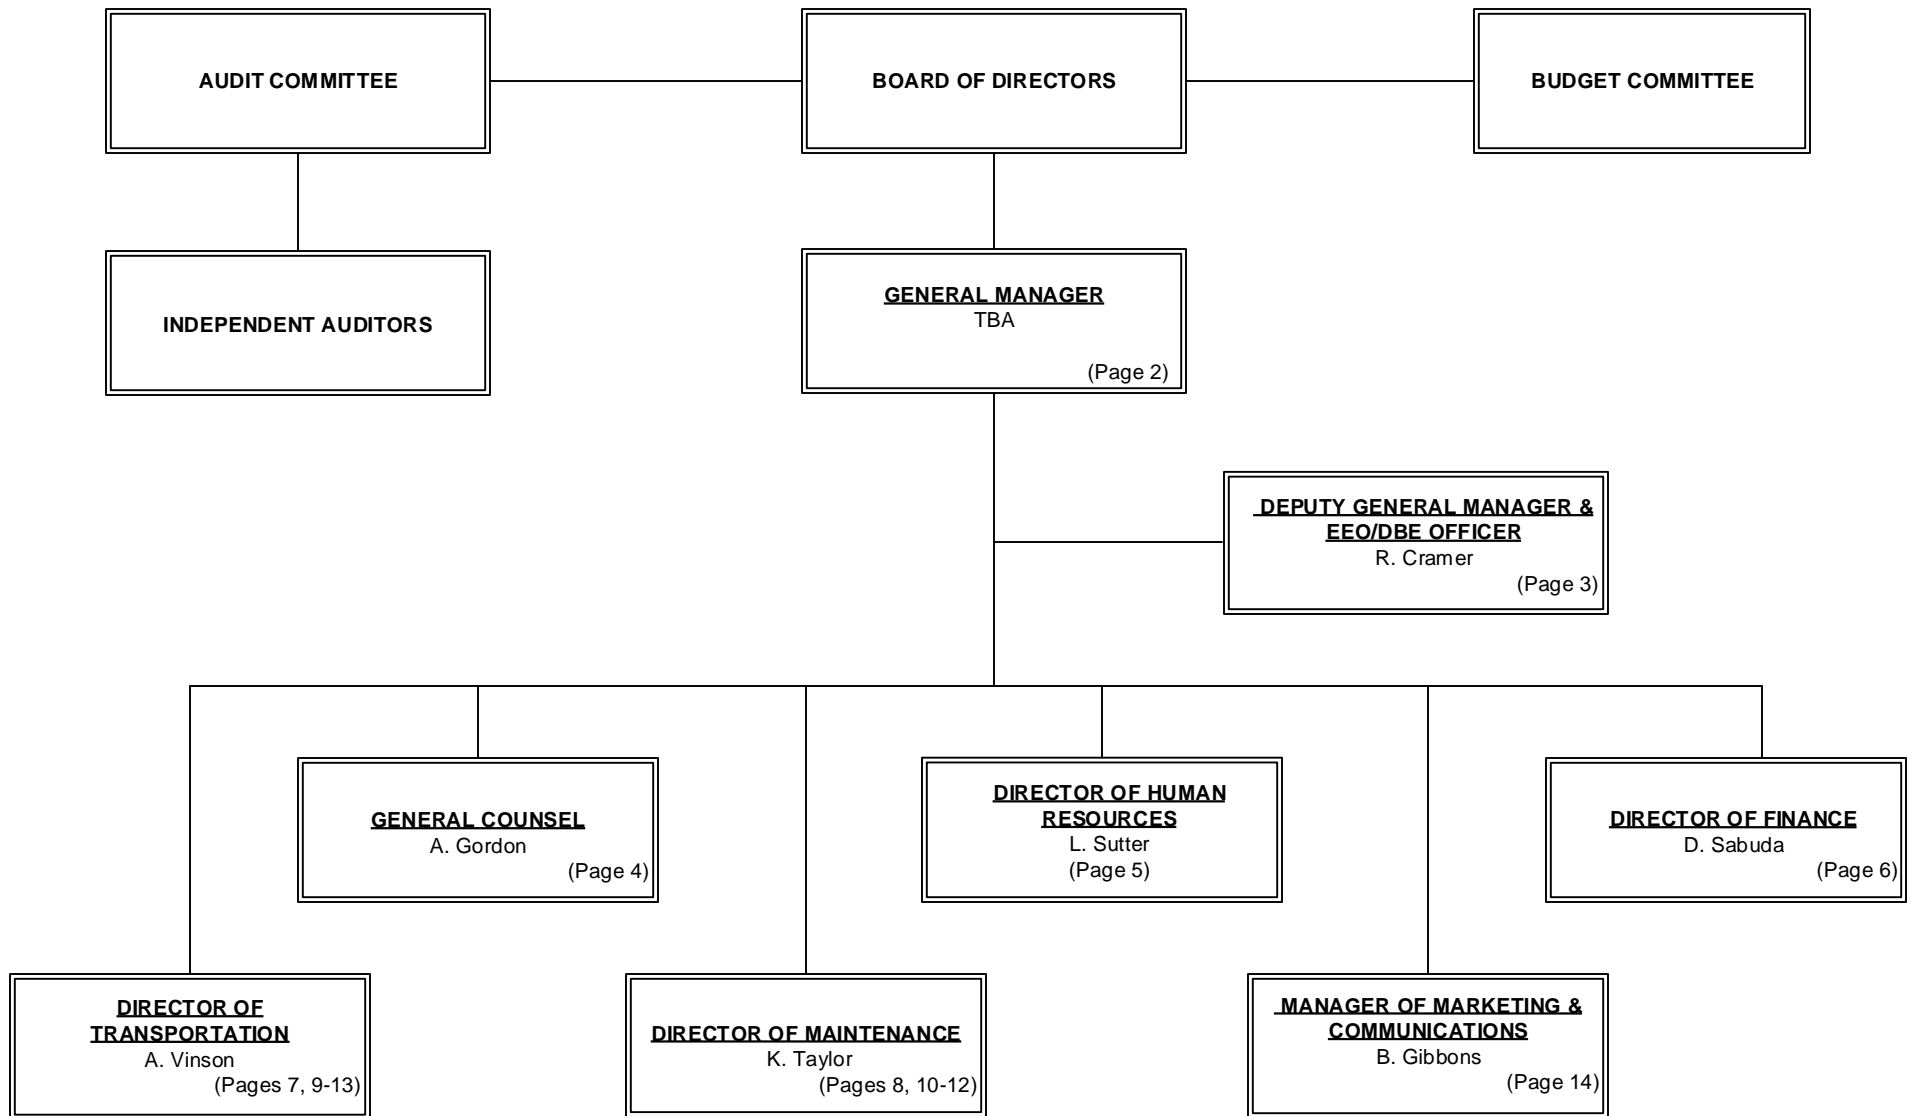 AUDIT COMMITTEE
BOARD OF DIRECTORS
BUDGET COMMITTEE
INDEPENDENT AUDITORS
GENERAL MANAGER
TBA
(Page 2)
DEPUTY GENERAL MANAGER &
EEO/DBE OFFICER
R. Cramer
(Page 3)
GENERAL COUNSEL
A. Gordon
(Page 4)
DIRECTOR OF HUMAN
RESOURCES
L. Sutter
(Page 5)
DIRECTOR OF FINANCE
D. Sabuda
(Page 6)
DIRECTOR OF
TRANSPORTATION
A. Vinson
(Pages 7, 9-13)
DIRECTOR OF MAINTENANCE
K. Taylor
(Pages 8, 10-12)
MANAGER OF MARKETING &
COMMUNICATIONS
B. Gibbons
(Page 14)